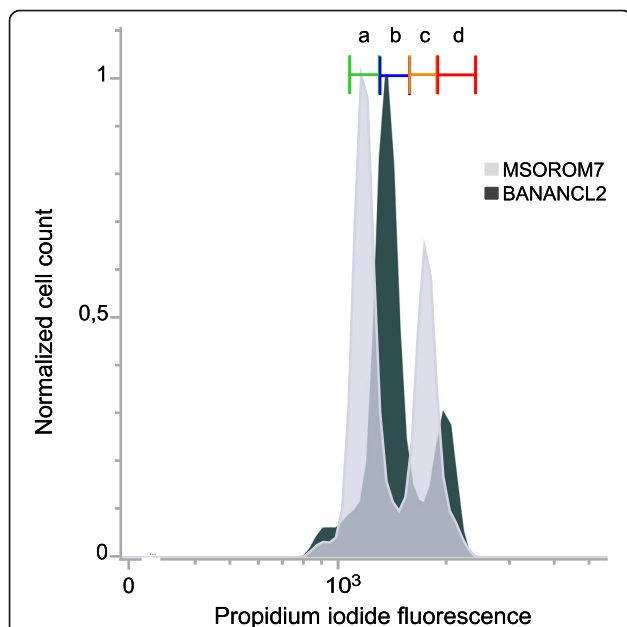 a b c d
1
MSOROM7
BANANCL2
Normalized cell count
0,5
0
...
0 10³
Propidium iodide fluorescence